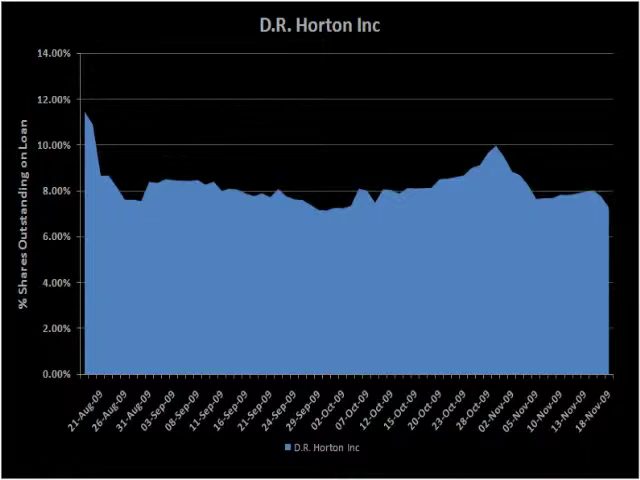 D.R. Horton Inc
% Shares Outstanding on Loan
14.00%
12.00%
10.00%
8.00%
6.00%
4.00%
2.00%
0.00%
21-Aug-09
26-Aug-09
31-Aug-09
03-Sep-09
08-Sep-09
11-Sep-09
16-Sep-09
21-Sep-09
24-Sep-09
29-Sep-09
02-Oct-09
07-Oct-09
12-Oct-09
15-Oct-09
20-Oct-09
23-Oct-09
28-Oct-09
02-Nov-09
05-Nov-09
10-Nov-09
13-Nov-09
18-Nov-09
D.R. Horton Inc